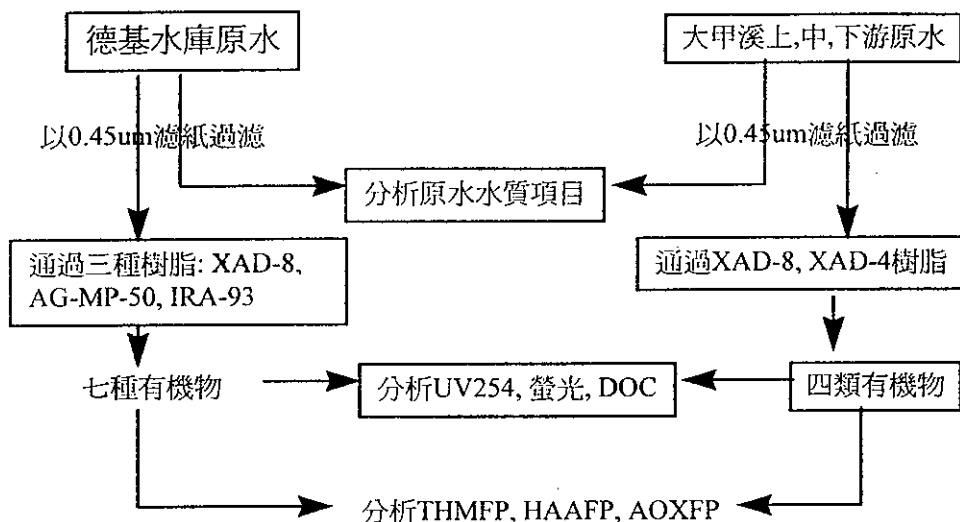 德基水庫原水
大甲溪上,中,下游原水
以0.45um濾紙過濾
以0.45um濾紙過濾
分析原水水質項目
通過三種樹脂: XAD-8,
AG-MP-50, IRA-93
通過XAD-8, XAD-4樹脂
七種有機物
分析UV254, 螢光, DOC
四類有機物
分析THMFP, HAAFP, AOXFP